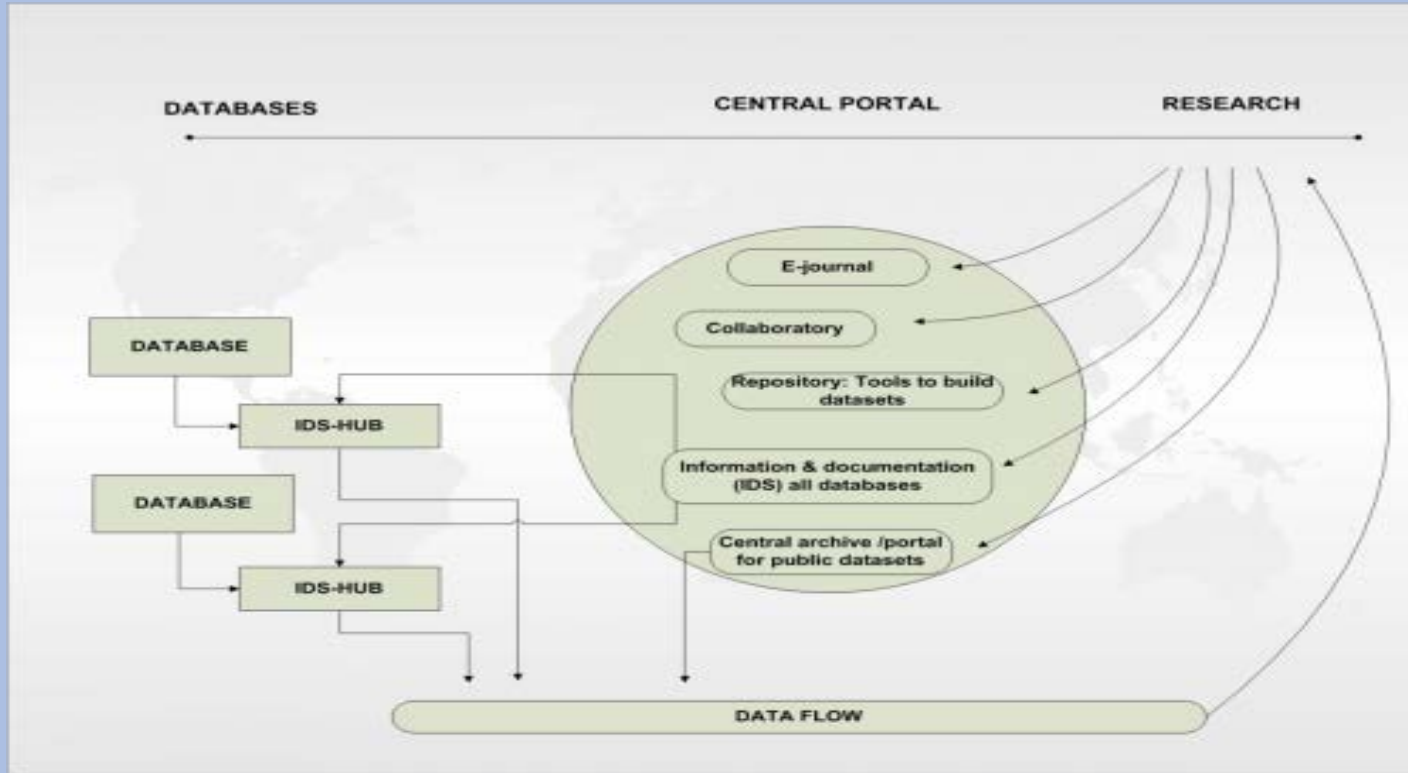 DATABASES
CENTRAL PORTAL
RESEARCH
E-journal
Collaboratory
DATABASE
Repository: Tools to build
datasets
IDS-HUB
Information & documentation
(IDS) all databases
DATABASE
Central archive /portal
for public datasets
IDS-HUB
DATA FLOW